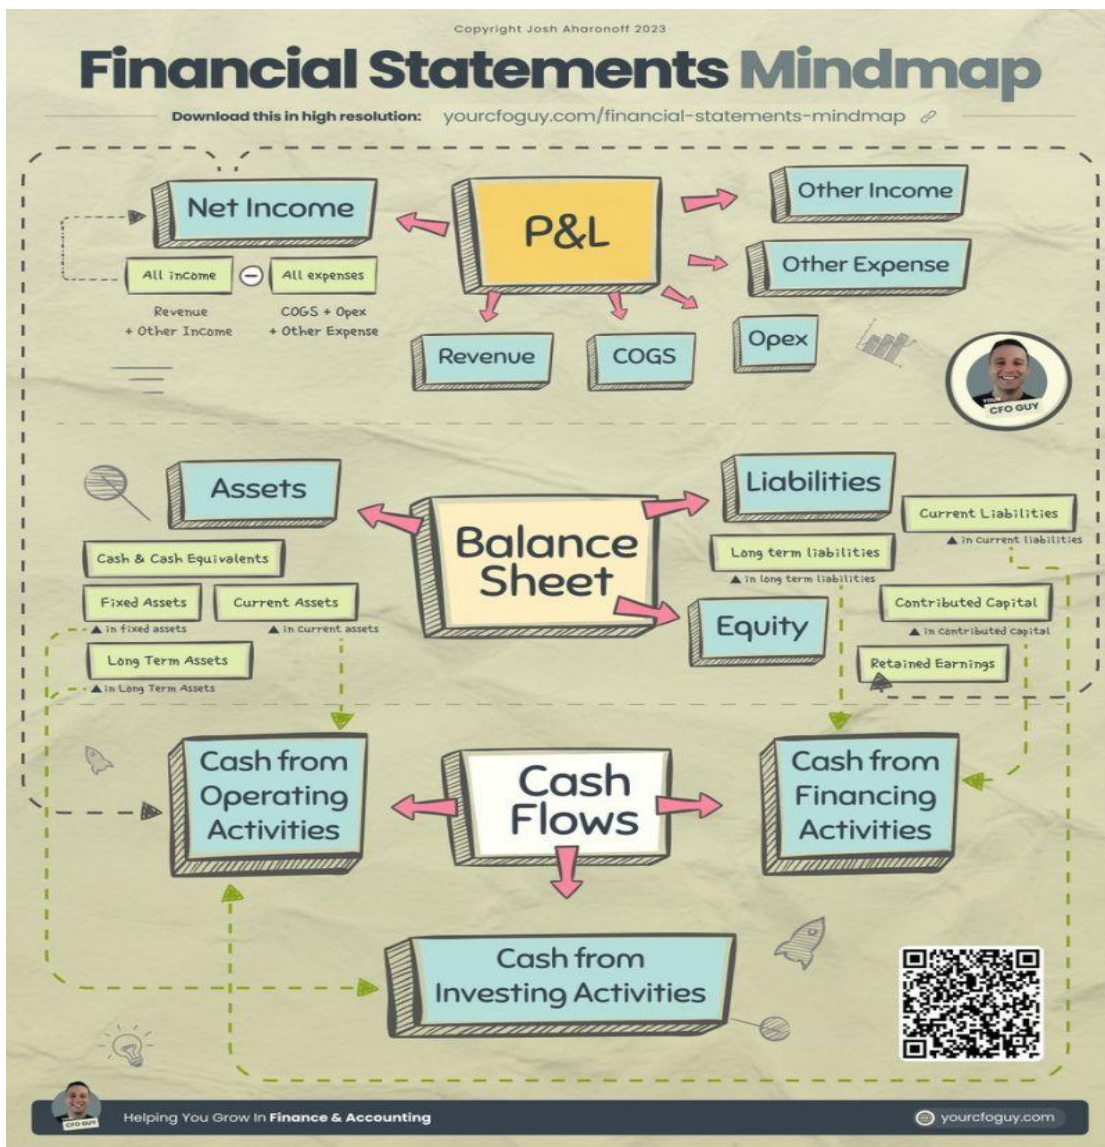 Copyright Josh Aharonoff 2023
Financial Statements Mindmap
Download this in high resolution: yourcfoguy.com/financial-statements-mindmap
Net Income
All income
All expenses
Revenue
+ Other Income
COGS + Opex
+ Other Expense
P&L
Other Income
Other Expense
Revenue
COGS
Opex
YOUR
CFO GUY
Assets
Cash & Cash Equivalents
Fixed Assets
▲ in fixed assets
Current Assets
▲ in current assets
Long Term Assets
▲ in Long Term Assets
Balance
Sheet
Liabilities
Current Liabilities
▲ in current liabilities
Long term liabilities
▲ in long term liabilities
Equity
Contributed Capital
▲ in contributed capital
Retained Earnings
Cash from
Operating
Activities
Cash
Flows
Cash from
Financing
Activities
Cash from
Investing Activities
CFO GUY
Helping You Grow In Finance & Accounting
yourcfoguy.com